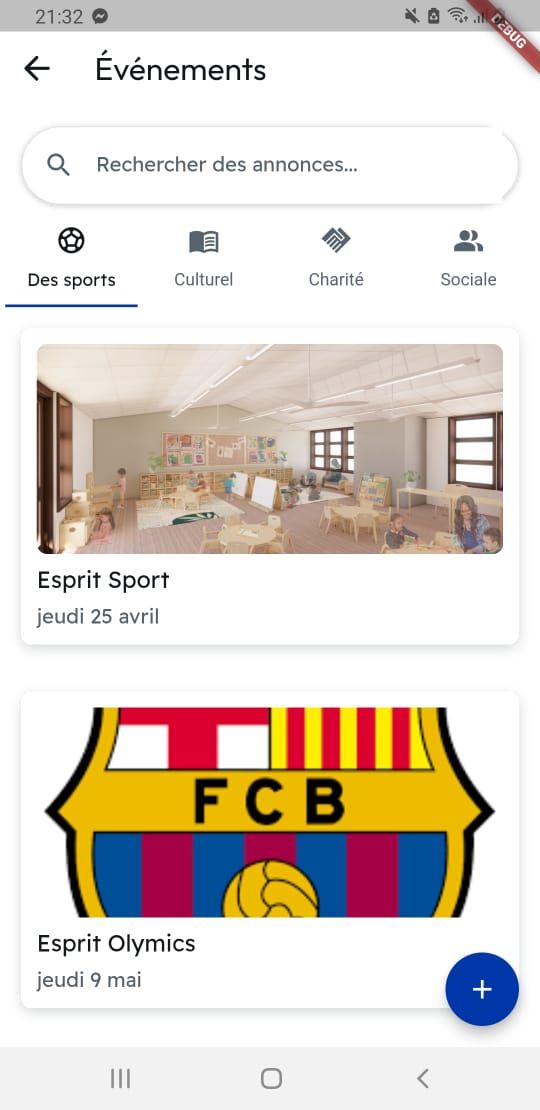 21:32
DEBUG
Événements
Rechercher des annonces...
Des sports
Culturel
Charité
Sociale
Esprit Sport
jeudi 25 avril
FCB
Esprit Olymics
jeudi 9 mai